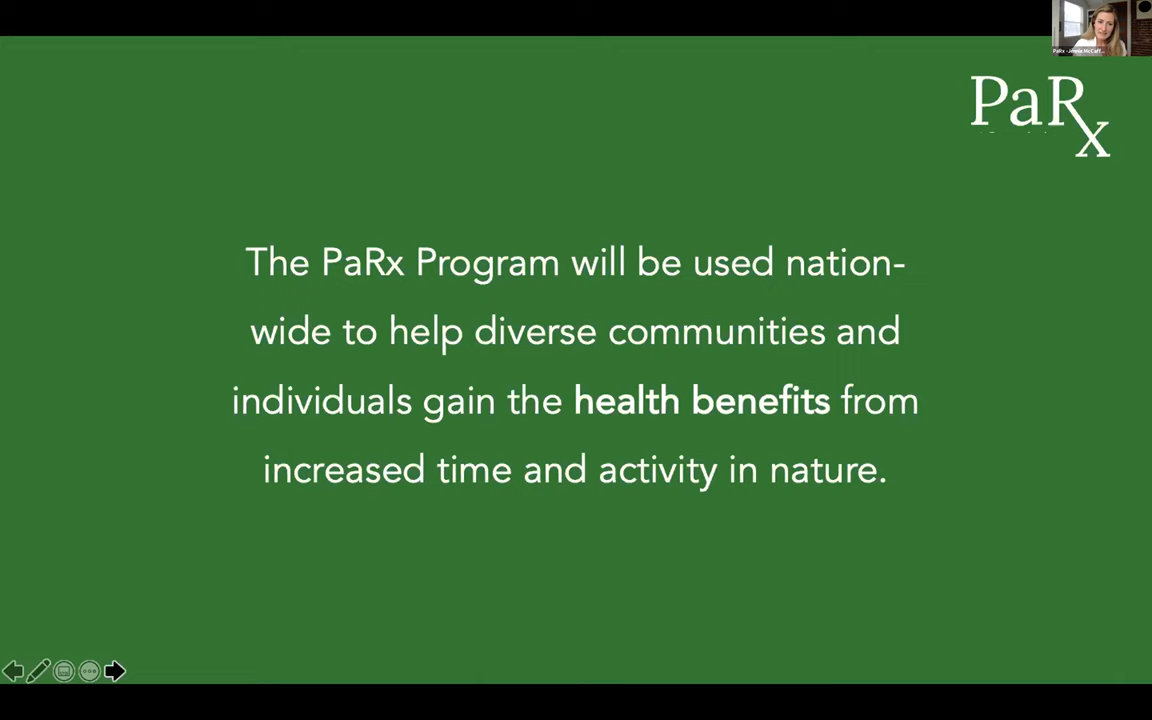 PaRx
The PaRx Program will be used nation-
wide to help diverse communities and
individuals gain the health benefits from
increased time and activity in nature.